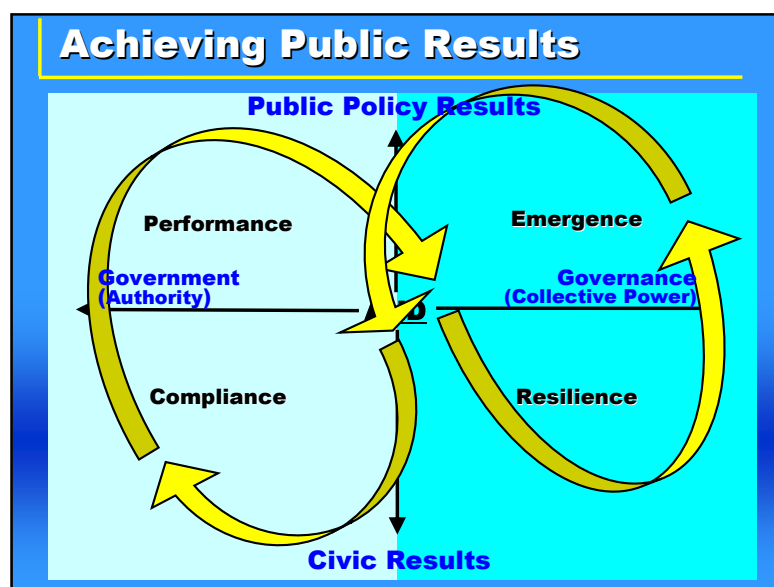 Achieving Public Results
Public Policy Results
Performance
Emergence
Government
(Authority)
Governance
(Collective Power)
Compliance
Resilience
Civic Results